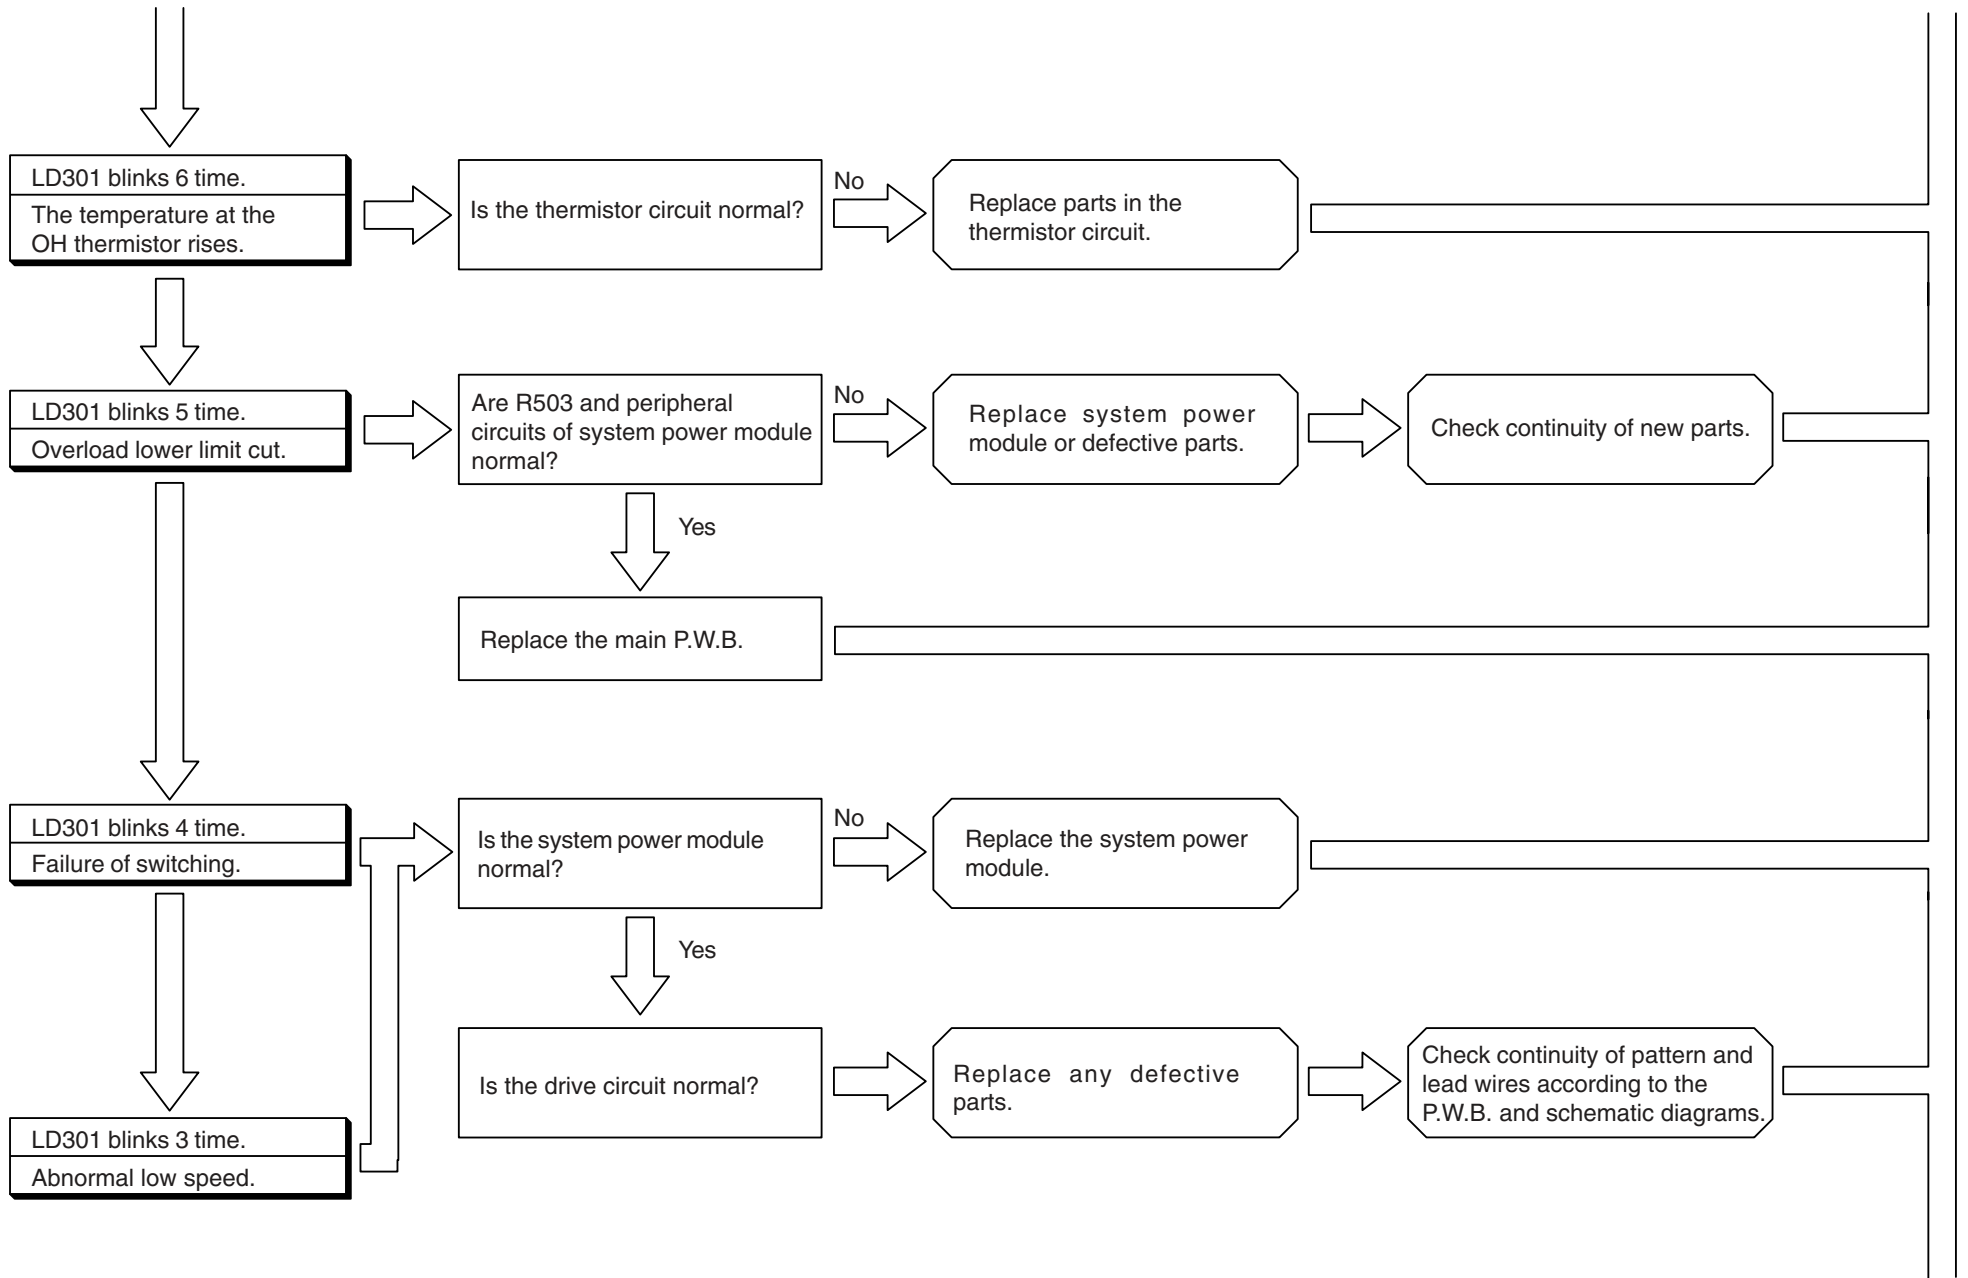 LD301 blinks 6 time.
The temperature at the
OH thermistor rises.
Is the thermistor circuit normal?
No
Replace parts in the
thermistor circuit.
LD301 blinks 5 time.
Overload lower limit cut.
Are R503 and peripheral
circuits of system power module
normal?
No
Replace system power
module or defective parts.
Check continuity of new parts.
Yes
Replace the main P.W.B.
LD301 blinks 4 time.
Failure of switching.
Is the system power module
normal?
No
Replace the system power
module.
Yes
Is the drive circuit normal?
Replace any defective
parts.
Check continuity of pattern and
lead wires according to the
P.W.B. and schematic diagrams.
LD301 blinks 3 time.
Abnormal low speed.